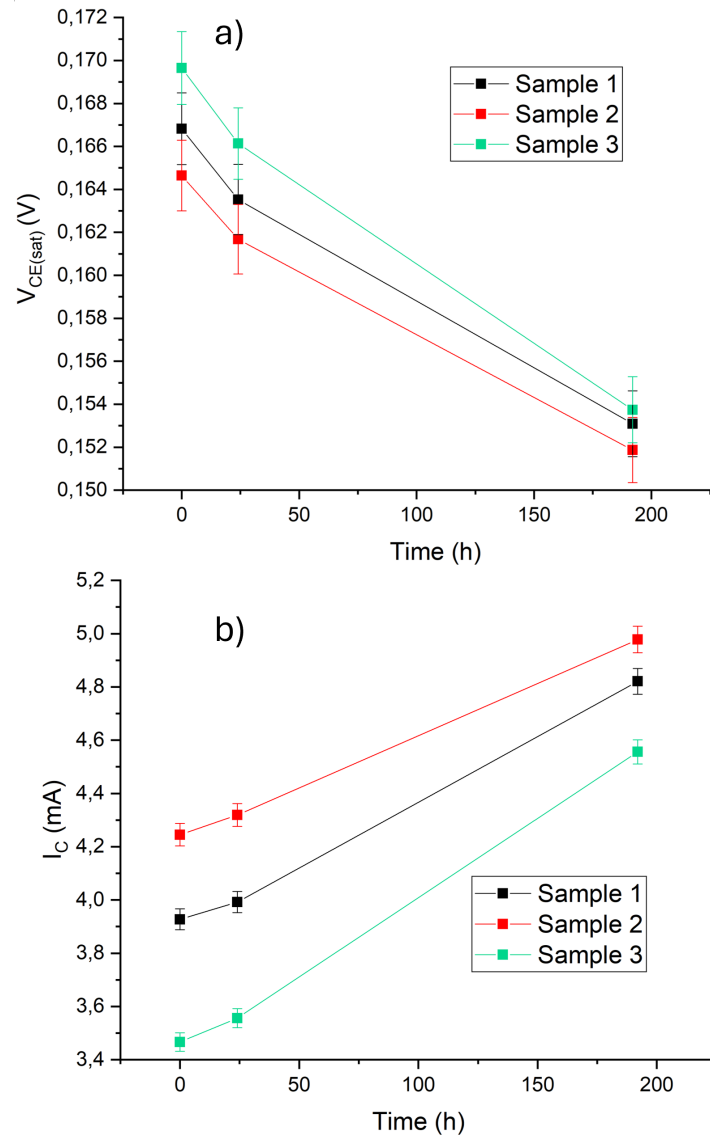 a)
0,172
0,170
0,168
0,166
0,164
0,162
0,160
0,158
0,156
0,154
0,152
0,150
V_CE(sat) (V)
Sample 1
Sample 2
Sample 3
0 50 100 150 200
Time (h)
b)
5,2
5,0
4,8
4,6
4,4
4,2
4,0
3,8
3,6
3,4
I_C (mA)
Sample 1
Sample 2
Sample 3
0 50 100 150 200
Time (h)